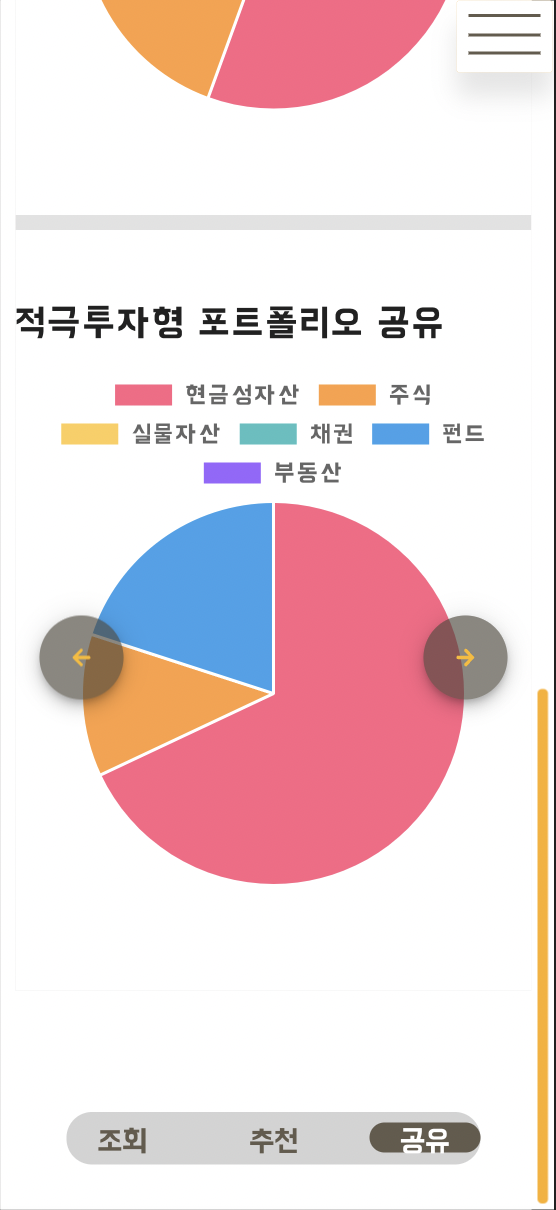 적극투자형 포트폴리오 공유
현금성자산 주식
실물자산 채권 펀드
부동산
조회 추천 공유